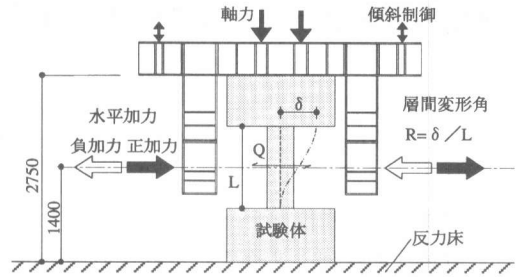 軸力
傾斜制御
水平加力
負加力 正加力
δ
層間変形角
R=δ/L
Q
L
2750
1400
試験体
反力床